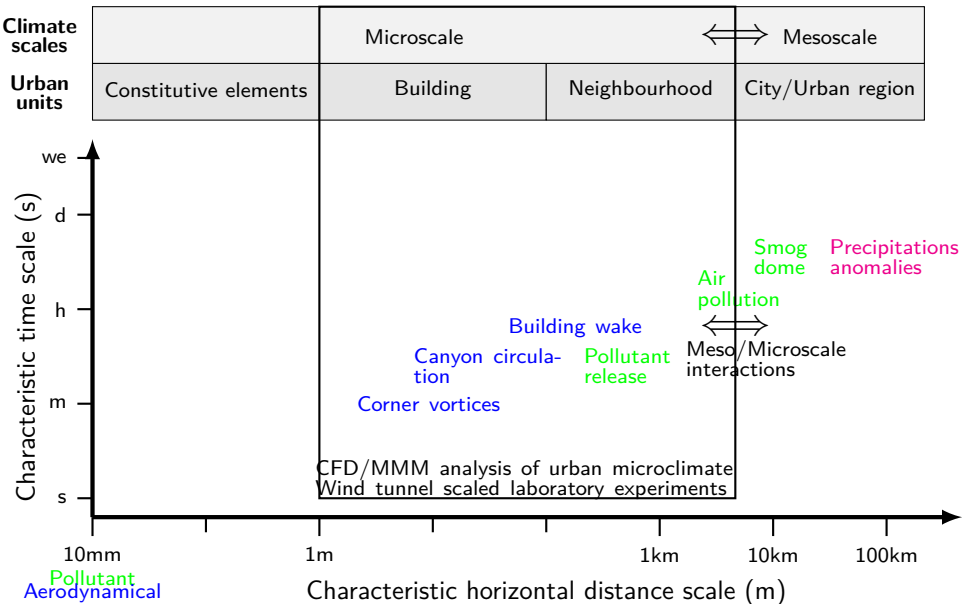 Climate
scales
Microscale
Mesoscale
Urban
units
Constitutive elements
Building
Neighbourhood
City/Urban region
Characteristic time scale (s)
we
d
h
m
s
Smog
dome
Precipitations
anomalies
Air
pollution
Building wake
Meso/Microscale
interactions
Canyon circula-
tion
Pollutant
release
Corner vortices
CFD/MMM analysis of urban microclimate
Wind tunnel scaled laboratory experiments
10mm
1m
1km
10km
100km
Pollutant
Aerodynamical
Characteristic horizontal distance scale (m)